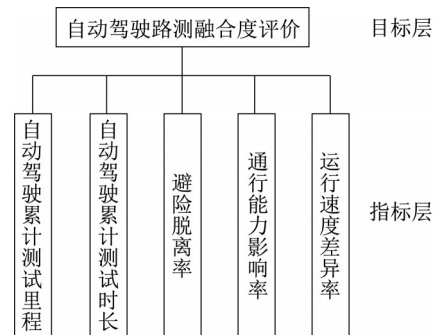 自动驾驶路测融合度评价
目标层
自动驾驶累计测试里程
自动驾驶累计测试时长
避险脱离率
通行能力影响率
运行速度差异率
指标层